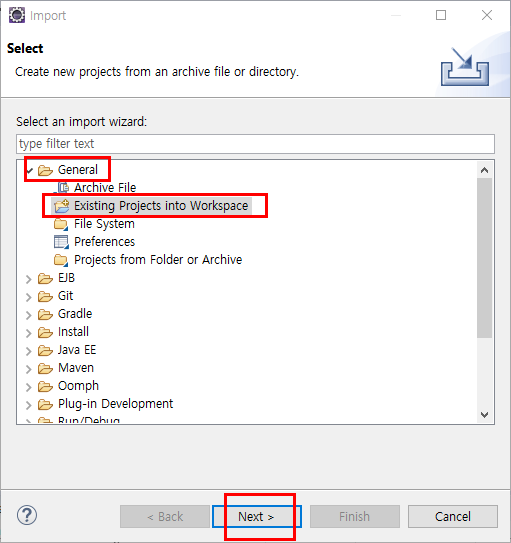 Import
Select
Create new projects from an archive file or directory.
Select an import wizard:
type filter text
General
Archive File
Existing Projects into Workspace
File System
Preferences
Projects from Folder or Archive
EJB
Git
Gradle
Install
Java EE
Maven
Oomph
Plug-in Development
Run/Debug
?
< Back
Next >
Finish
Cancel